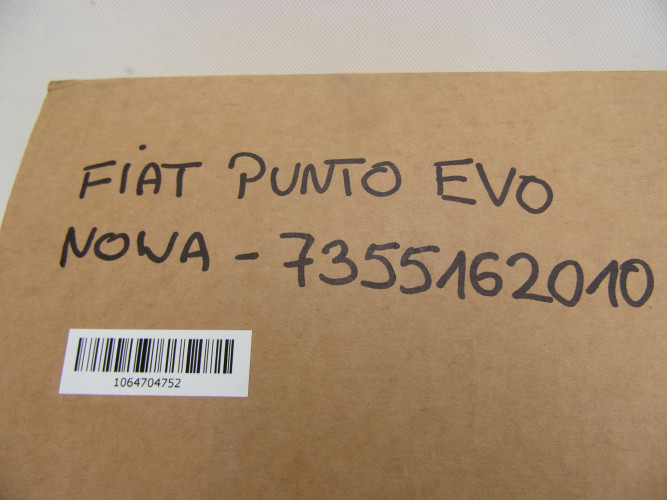 FiAT PUNTO EVO
NOWA - 7355162010
1064704752